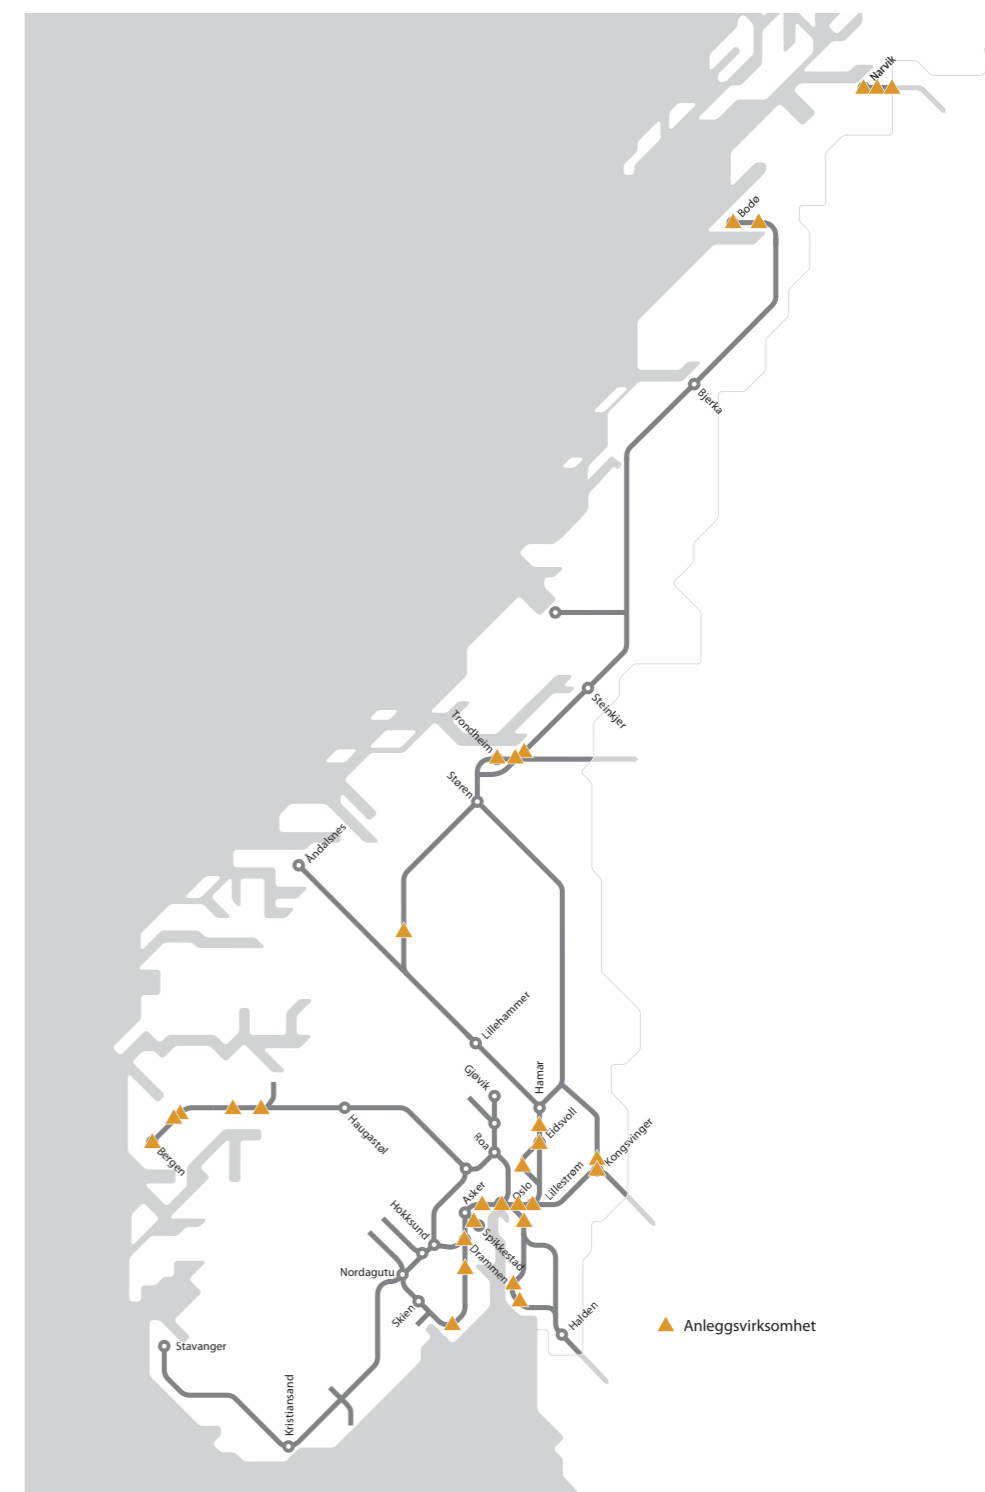 Narvik
Bodø
Bjerka
Steinkjer
Trondheim
Støren
Åndalsnes
Lillehammer
Hamar
Gjøvik
Eidsvoll
Kongsvinger
Roa
Haugastøl
Bergen
Lillestrøm
Oslo
Asker
Hokksund
Spikkestad
Drammen
Nordagutu
Skien
Halden
Anleggsvirksomhet
Stavanger
Kristiansand